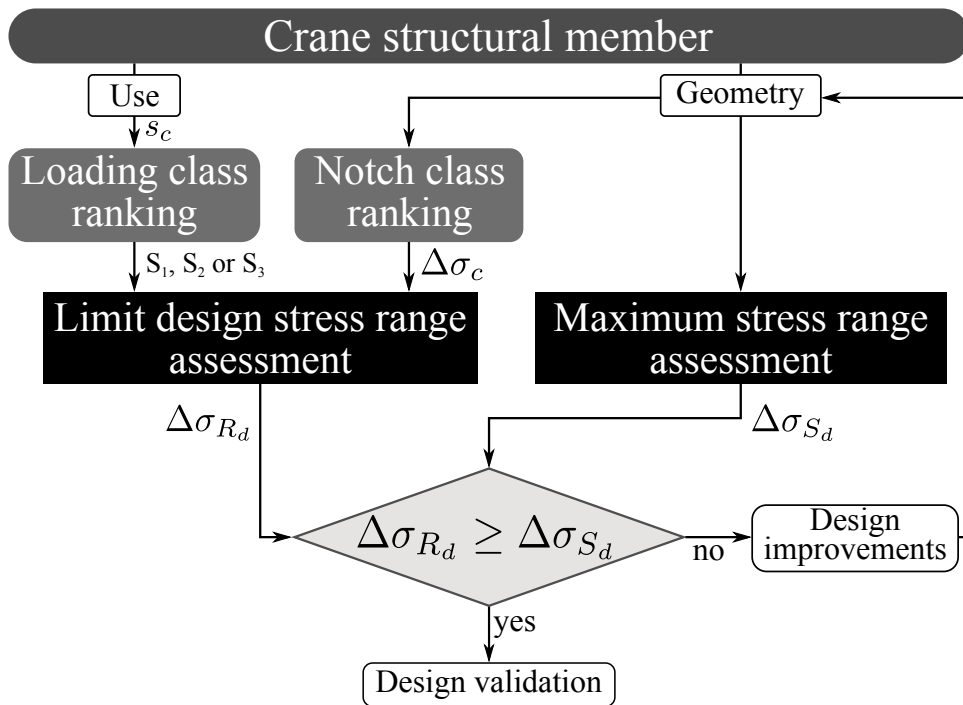 Crane structural member
Use
Geometry
s_c
Loading class
ranking
Notch class
ranking
S₁, S₂ or S₃
Δσ_c
Limit design stress range
assessment
Maximum stress range
assessment
Δσ_{R_d}
Δσ_{S_d}
Δσ_{R_d} ≥ Δσ_{S_d}
no
Design
improvements
yes
Design validation